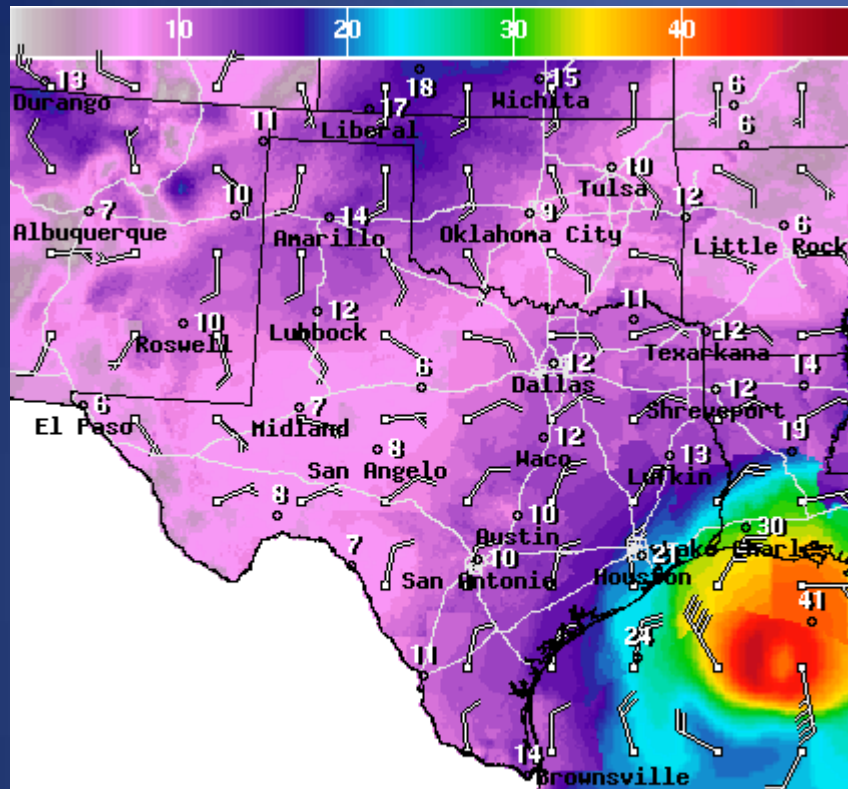 10 20 30 40
13 18 15 6
Durango 17 Wichita
11 Liberal 6
10 Tulsa
7 10 14 9 12 6
Albuquerque Amarillo Oklahoma City Little Rock
10 12 11 12
Roswell Lubbock Texarkana
6 7 8 12 12 14
El Paso Midland Dallas Shreveport
8 12 13 19
San Angelo Waco Lufkin
8 10 30
Austin Lake Charles
7 10 21
San Antonio Houston
41
24
11
14
Brownsville